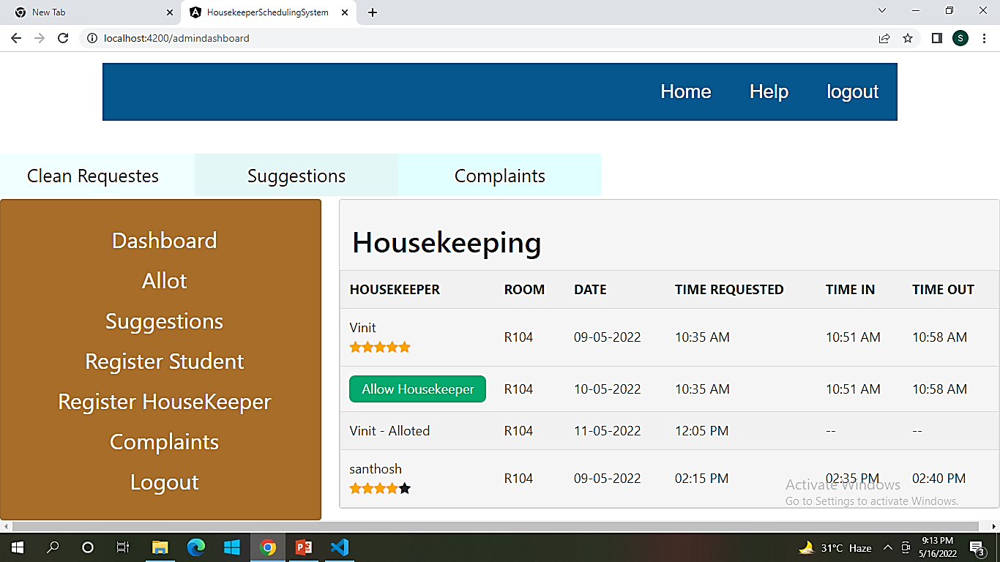 New Tab
HousekeeperSchedulingSystem
localhost:4200/admindashboard
S
Home Help logout
Clean Requestes Suggestions Complaints
Dashboard
Allot
Suggestions
Register Student
Register HouseKeeper
Complaints
Logout
Housekeeping
HOUSEKEEPER ROOM DATE TIME REQUESTED TIME IN TIME OUT
Vinit R104 09-05-2022 10:35 AM 10:51 AM 10:58 AM
Allow Housekeeper R104 10-05-2022 10:35 AM 10:51 AM 10:58 AM
Vinit - Alloted R104 11-05-2022 12:05 PM -- --
santhosh R104 09-05-2022 02:15 PM 02:35 PM 02:40 PM
Activate Windows
Go to Settings to activate Windows.
31°C Haze
9:13 PM
5/16/2022
3